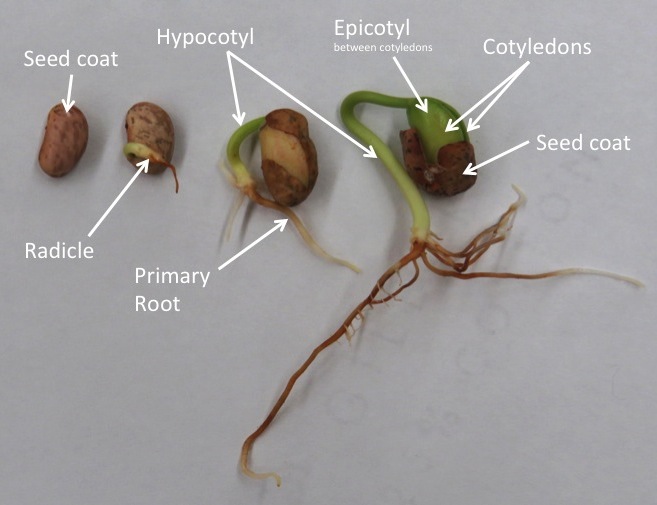 Seed coat
Hypocotyl
Epicotyl
between cotyledons
Cotyledons
Seed coat
Radicle
Primary
Root